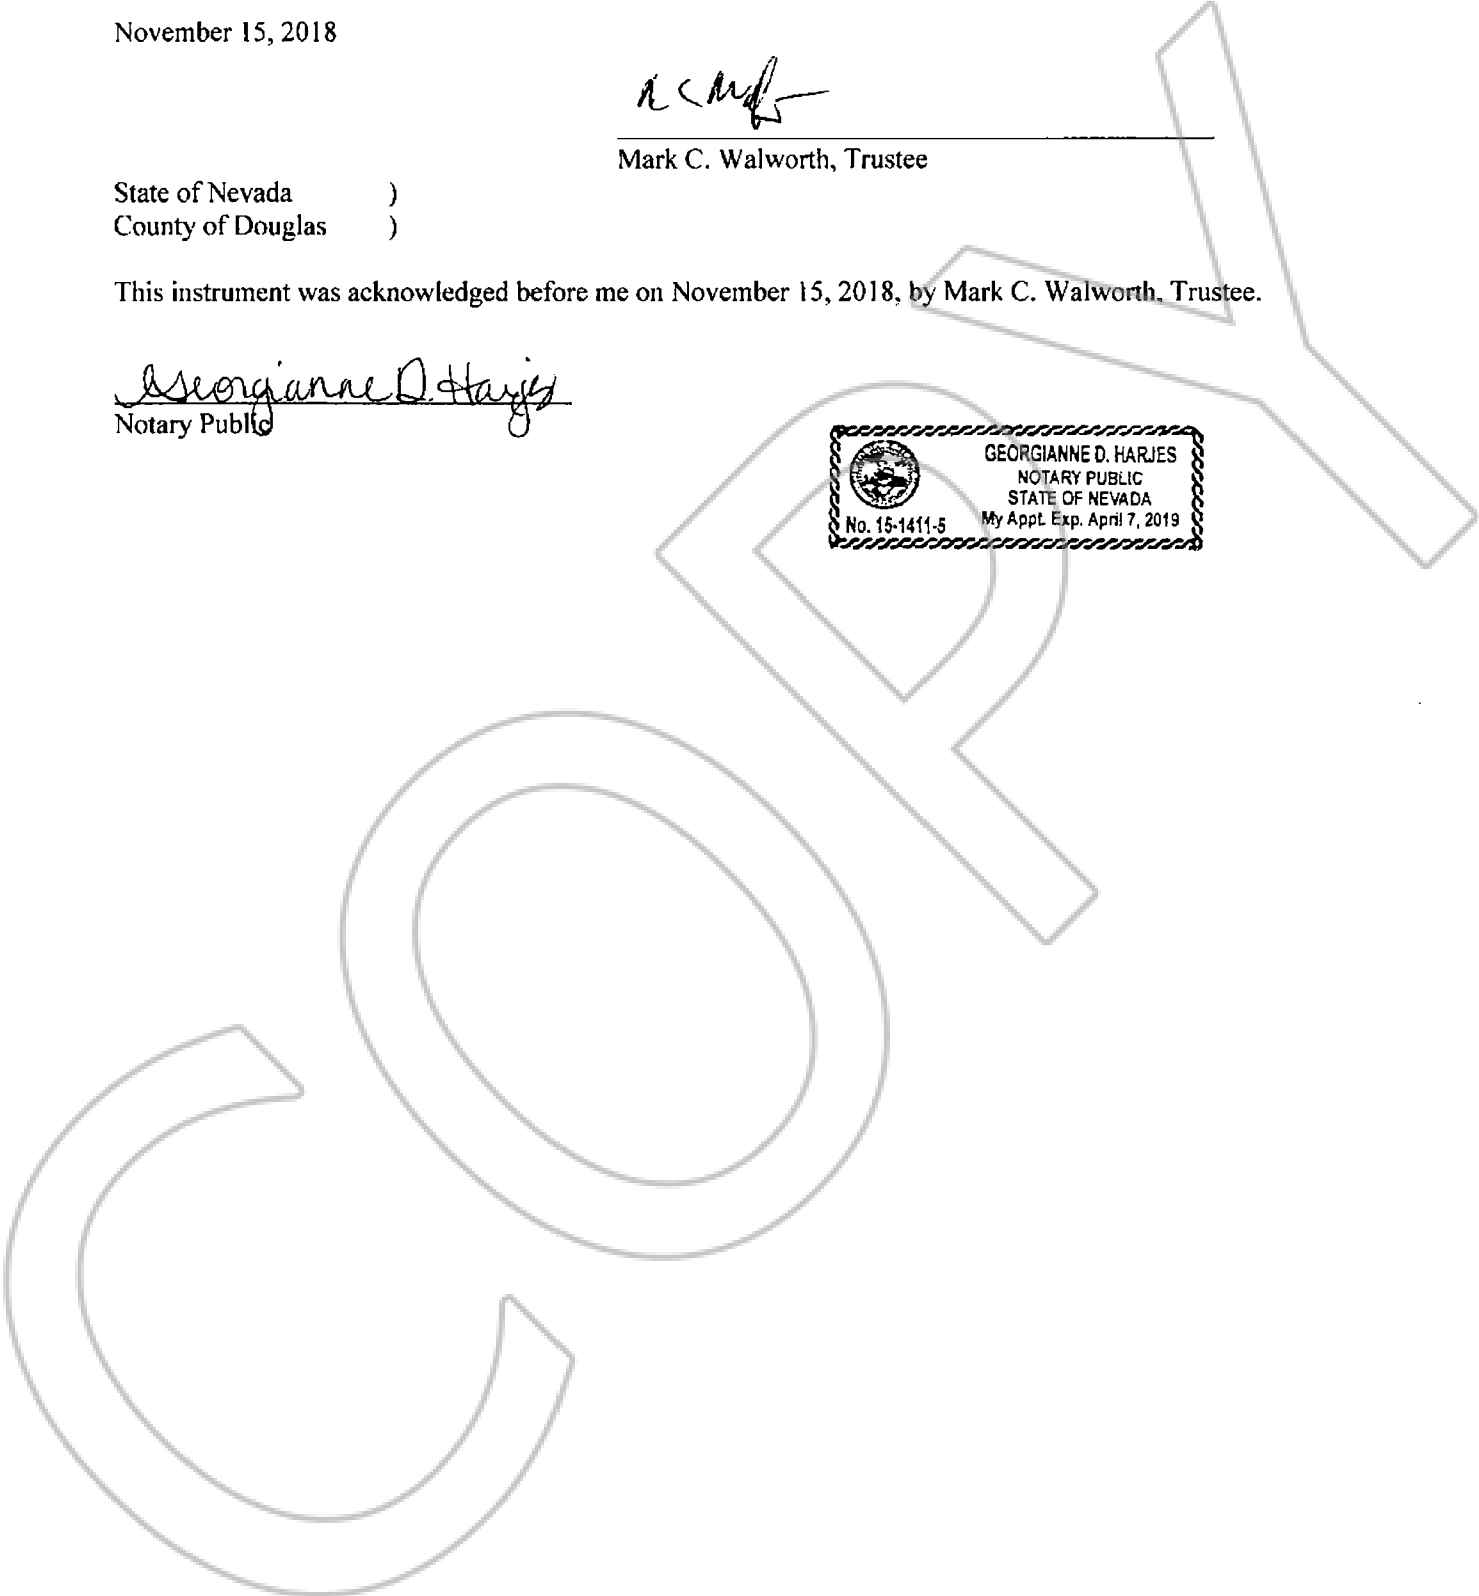 November 15, 2018
Mark C. Walworth, Trustee
State of Nevada )
County of Douglas )
This instrument was acknowledged before me on November 15, 2018, by Mark C. Walworth, Trustee.
Georgianne D. Harjes
Notary Public
GEORGIANNE D. HARJES
NOTARY PUBLIC
STATE OF NEVADA
No. 15-1411-5 My Appt. Exp. April 7, 2019
COPY